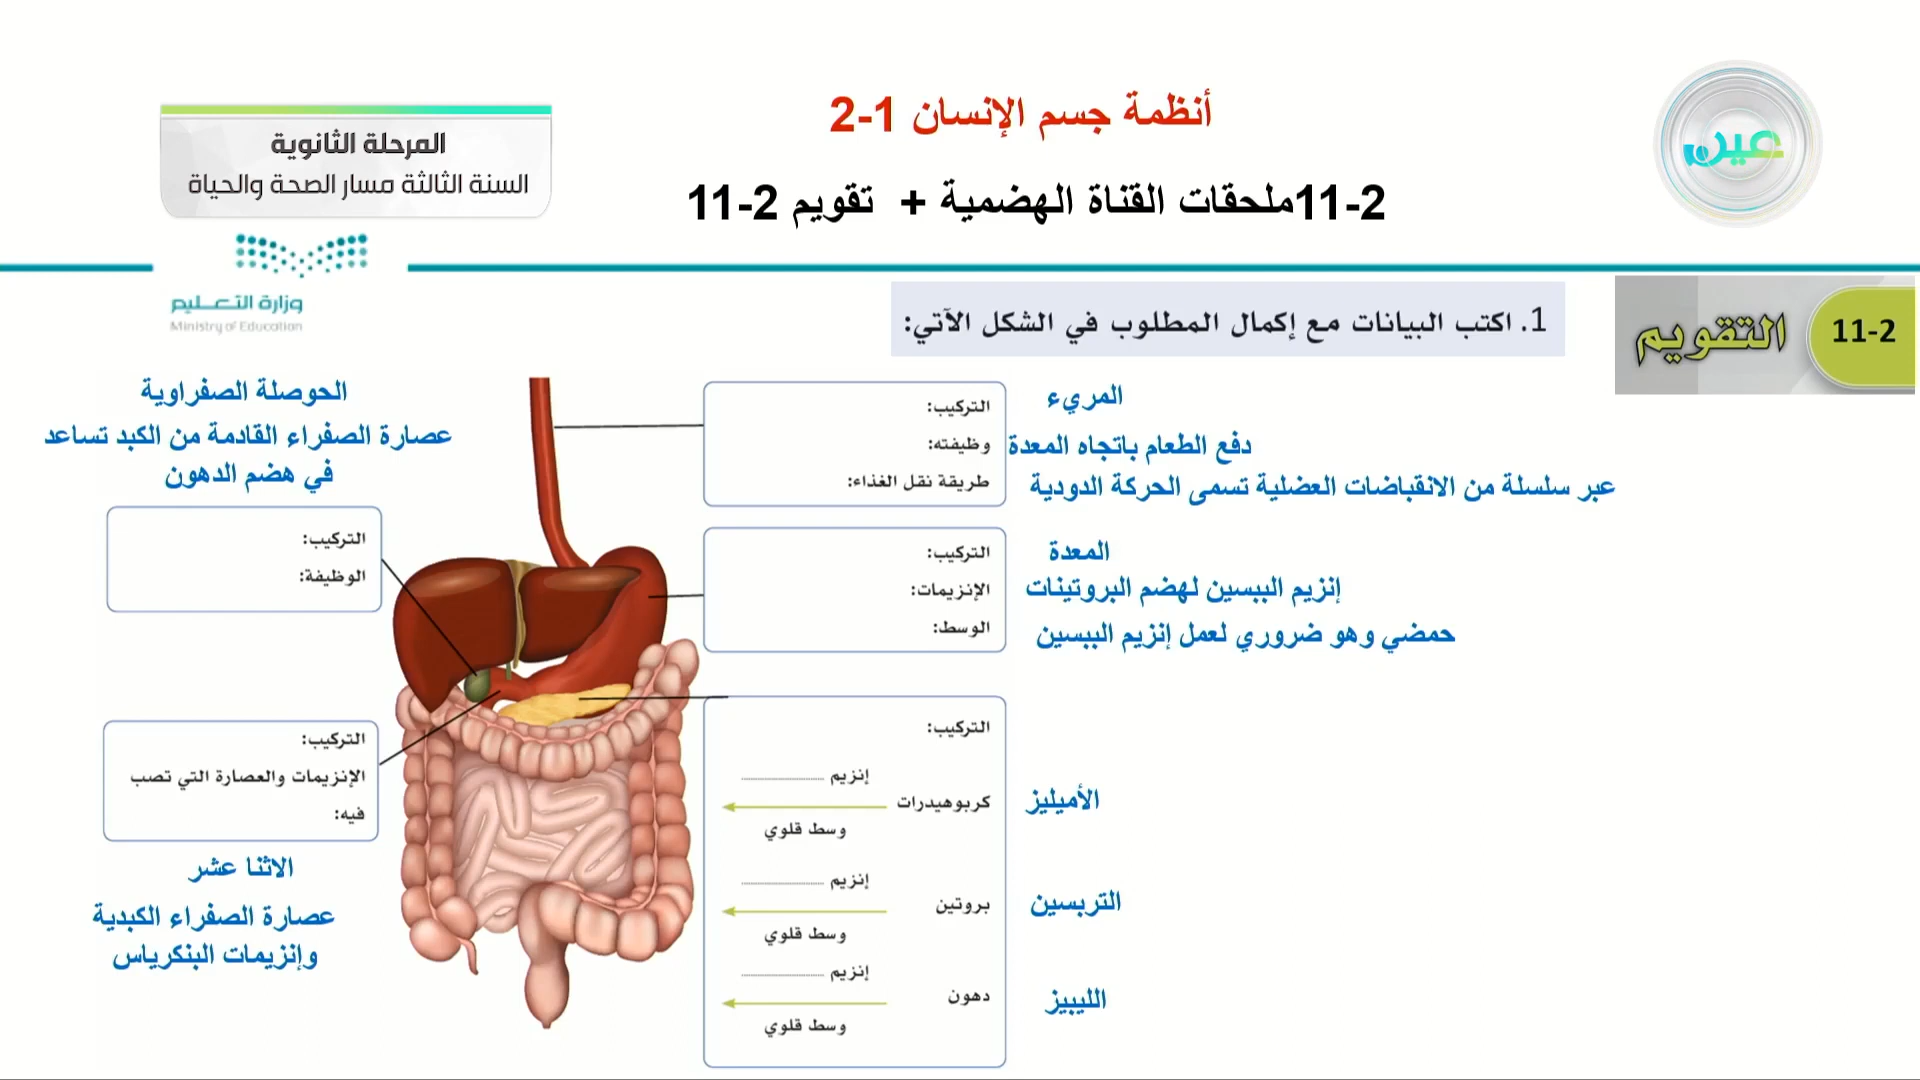 أنظمة جسم الإنسان 1-2
المرحلة الثانوية
السنة الثالثة مسار الصحة والحياة
عين
11-2ملحقات القناة الهضمية + تقويم 2-11
وزارة التعليم
Ministry of Education
11-2
التقويم
1. اكتب البيانات مع إكمال المطلوب في الشكل الآتي:
المريء
التركيب:
دفع الطعام باتجاه المعدة
وظيفته:
عبر سلسلة من الانقباضات العضلية تسمى الحركة الدودية
طريقة نقل الغذاء:
المعدة
التركيب:
إنزيم الببسين لهضم البروتينات
الإنزيمات:
حمضي وهو ضروري لعمل إنزيم الببسين
الوسط:
التركيب:
إنزيم
الأميليز
كربوهيدرات
وسط قلوي
إنزيم
التربسين
بروتين
وسط قلوي
إنزيم
الليبيز
دهون
وسط قلوي
الحوصلة الصفراوية
عصارة الصفراء القادمة من الكبد تساعد
في هضم الدهون
التركيب:
الوظيفة:
التركيب:
الإنزيمات والعصارة التي تصب
فيه:
الاثنا عشر
عصارة الصفراء الكبدية
وإنزيمات البنكرياس